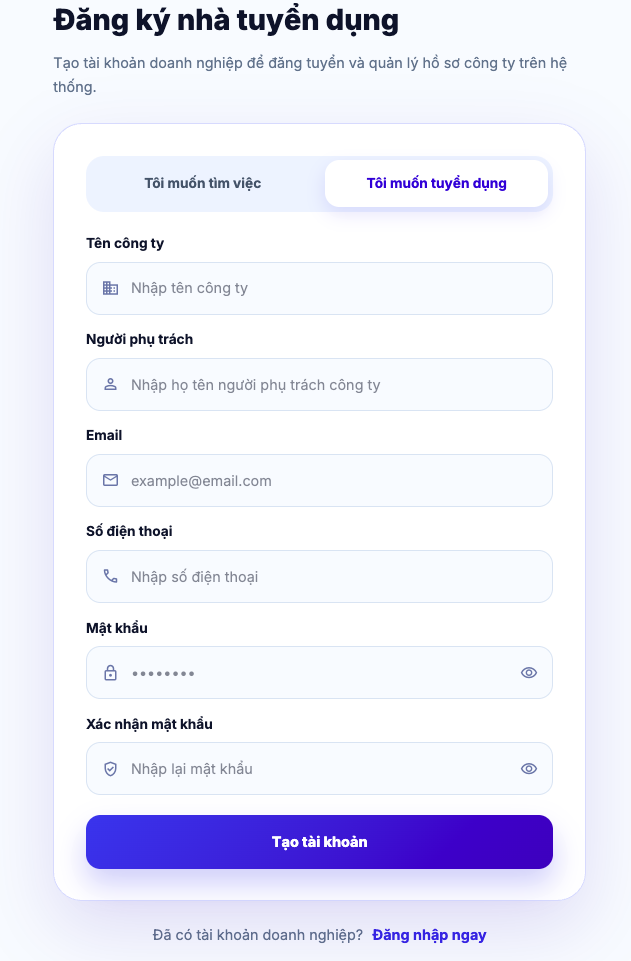 Đăng ký nhà tuyển dụng
Tạo tài khoản doanh nghiệp để đăng tuyển và quản lý hồ sơ công ty trên hệ
thống.
Tôi muốn tìm việc
Tôi muốn tuyển dụng
Tên công ty
Nhập tên công ty
Người phụ trách
Nhập họ tên người phụ trách công ty
Email
example@email.com
Số điện thoại
Nhập số điện thoại
Mật khẩu
••••••••
Xác nhận mật khẩu
Nhập lại mật khẩu
Tạo tài khoản
Đã có tài khoản doanh nghiệp? Đăng nhập ngay